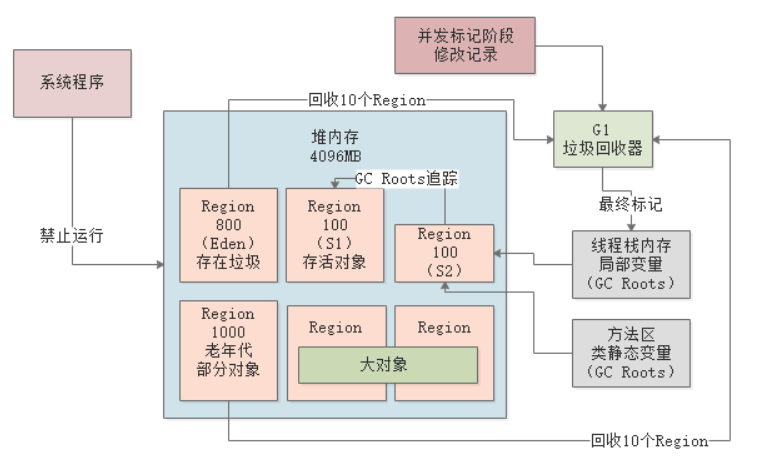 并发标记阶段
修改记录
系统程序
回收10个Region
堆内存
4096MB
G1
垃圾回收器
GC Roots追踪
最终标记
禁止运行
Region
800
（Eden）
存在垃圾
Region
100
（S1）
存活对象
Region
100
（S2）
线程栈内存
局部变量
（GC Roots）
Region
1000
老年代
部分对象
Region
Region
大对象
方法区
类静态变量
（GC Roots）
回收10个Region